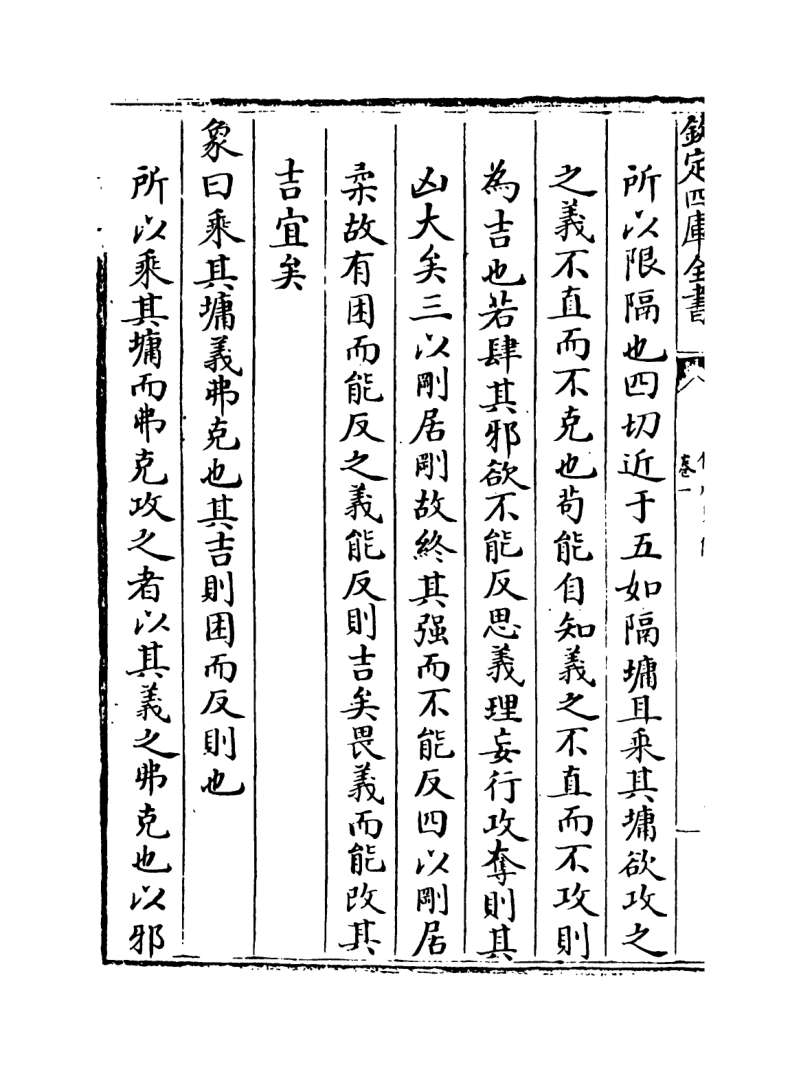 欽定四庫全書
卷一
所以限隔也四切近于五如隔墉且乘其墉欲攻之
之義不直而不克也苟能自知義之不直而不攻則
為吉也若肆其邪欲不能反思義理妄行攻奪則其
凶大矣三以剛居剛故終其强而不能反四以剛居
柔故有困而能反之義能反則吉矣畏義而能改其
吉宜矣
象曰乘其墉義弗克也其吉則困而反則也
所以乘其墉而弗克攻之者以其義之弗克也以邪